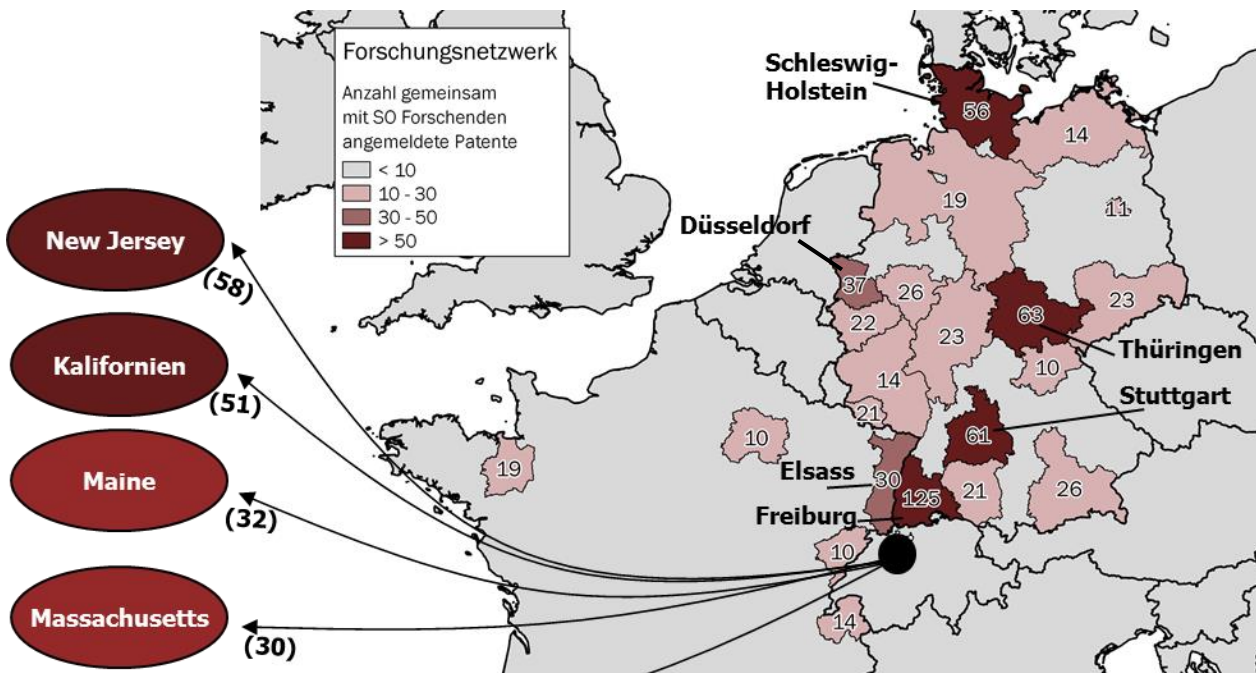 Forschungsnetzwerk
Anzahl gemeinsam
mit SO Forschenden
angemeldete Patente
< 10
10 - 30
30 - 50
> 50
New Jersey
(58)
Kalifornien
(51)
Maine
(32)
Massachusetts
(30)
Schleswig-
Holstein
56
14
19
11
Düsseldorf
37
26
22
23
63
23
Thüringen
10
14
21
Stuttgart
61
10
19
Elsass
30
125
21
26
Freiburg
10
14